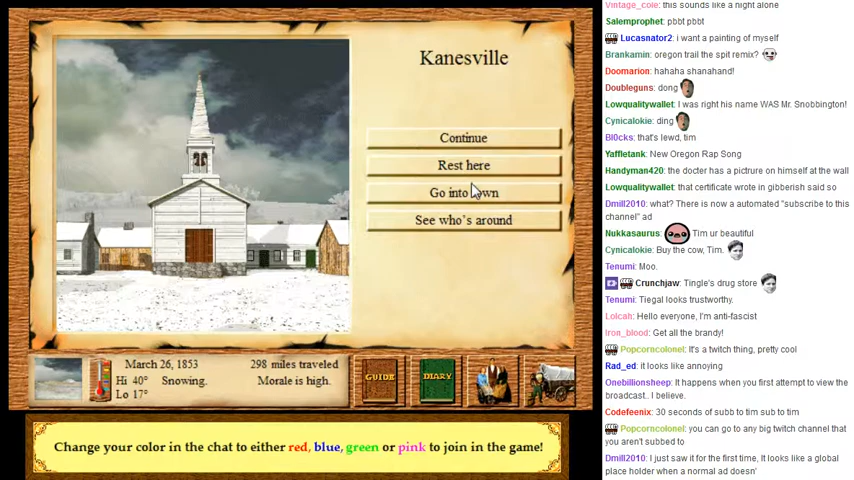 Kanesville
Continue
Rest here
Go into own
See who's around
March 26, 1853
298 miles traveled
Hi 40°
Snowing.
Morale is high.
Lo 17°
GUIDE
DIARY
Change your color in the chat to either red, blue, green or pink to join in the game!
Vintage_cole: this sounds like a night alone
Salemprophet: pbbt pbbt
Lucasnator2: i want a painting of myself
Brankamin: oregon trail the spit remix?
Doomarion: hahaha shanahand!
Doubleguns: dong
Lowqualitywallet: I was right his name WAS Mr. Snobbington!
Cynicalokie: ding
Bl0cks: that's lewd, tim
Yaffletank: New Oregon Rap Song
Handyman420: the docter has a pictrure on himself at the wall
Lowqualitywallet: that certificate wrote in gibberish said so
Dmill2010: what? There is now a automated "subscribe to this
channel" ad
Nukkasaurus: Tim ur beautiful
Cynicalokie: Buy the cow, Tim.
Tenumi: Moo.
Crunchjaw: Tingle's drug store
Tenumi: Tiegal looks trustworthy.
Lolcah: Hello everyone, I'm anti-fascist
Iron_blood: Get all the brandy!
Popcorncolonel: It's a twitch thing, pretty cool
Rad_ed: it looks like annoying
Onebillionsheep: It happens when you first attempt to view the
broadcast.. I believe.
Codefeenix: 30 seconds of subb to tim sub to tim
Popcorncolonel: you can go to any big twitch channel that
you aren't subbed to
Dmill2010: I just saw it for the first time, It looks like a global
place holder when a normal ad doesn'